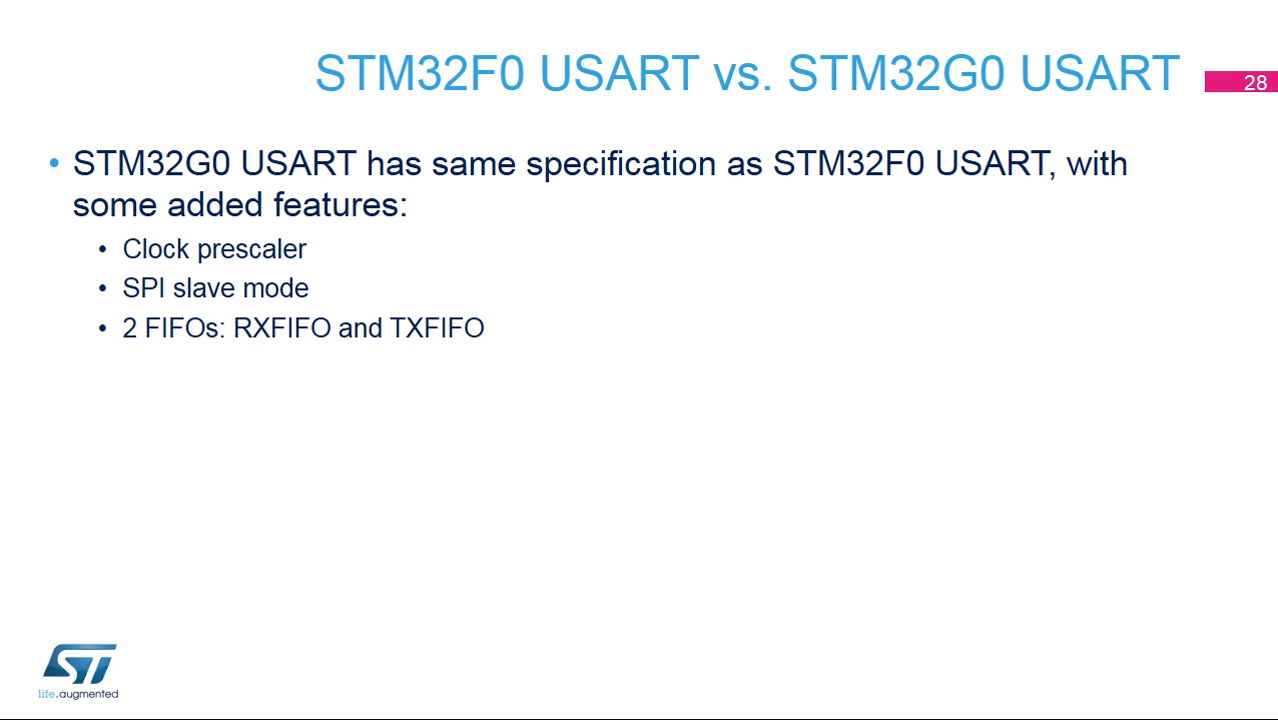 STM32F0 USART vs. STM32G0 USART
28
• STM32G0 USART has same specification as STM32F0 USART, with
some added features:
• Clock prescaler
• SPI slave mode
• 2 FIFOs: RXFIFO and TXFIFO
ST
life.augmented